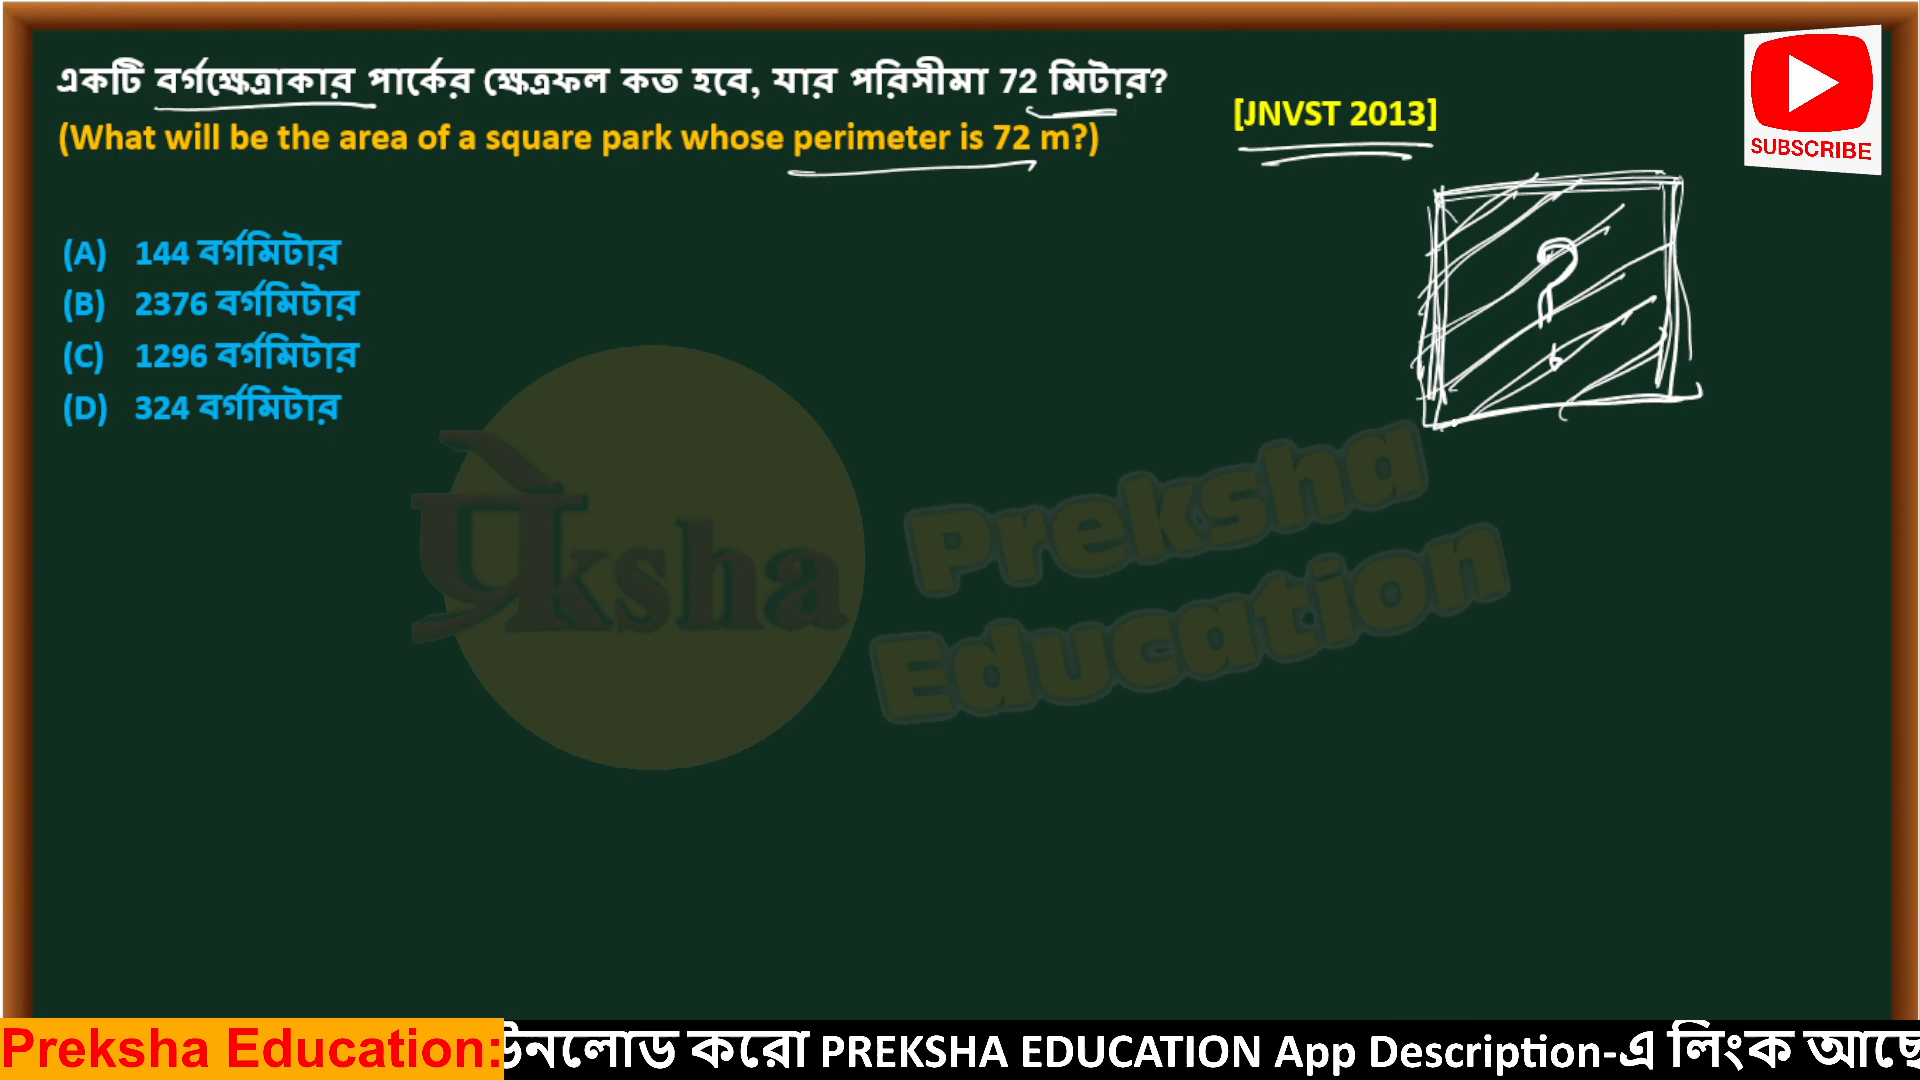 একটি বর্গক্ষেত্রাকার পার্কের ক্ষেত্রফল কত হবে, যার পরিসীমা 72 মিটার?
(What will be the area of a square park whose perimeter is 72 m?)
[JNVST 2013]
SUBSCRIBE
(A) 144 বর্গমিটার
(B) 2376 বর্গমিটার
(C) 1296 বর্গমিটার
(D) 324 বর্গমিটার
?
प्रेksha
Preksha
Education
Preksha Education: উনলোড করো PREKSHA EDUCATION App Description-এ লিংক আছে